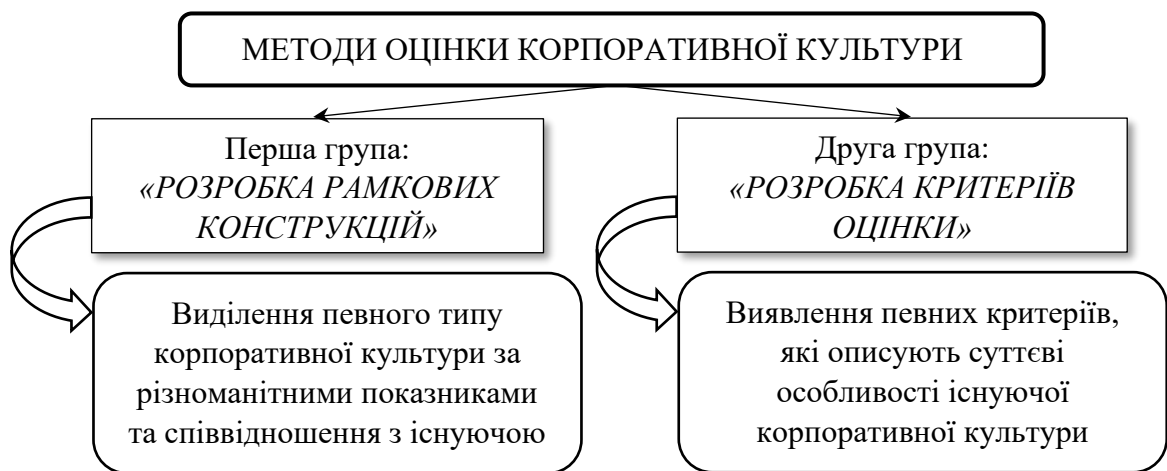 МЕТОДИ ОЦІНКИ КОРПОРАТИВНОЇ КУЛЬТУРИ
Перша група:
«РОЗРОБКА РАМКОВИХ
КОНСТРУКЦІЙ»
Друга група:
«РОЗРОБКА КРИТЕРІЇВ
ОЦІНКИ»
Виділення певного типу
корпоративної культури за
різноманітними показниками
та співвідношення з існуючою
Виявлення певних критеріїв,
які описують суттєві
особливості існуючої
корпоративної культури